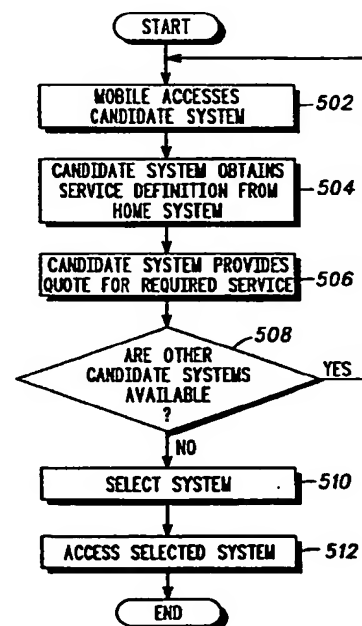 START
MOBILE ACCESSES
CANDIDATE SYSTEM
502
CANDIDATE SYSTEM OBTAINS
SERVICE DEFINITION FROM
HOME SYSTEM
504
CANDIDATE SYSTEM PROVIDES
QUOTE FOR REQUIRED SERVICE
506
508
ARE OTHER
CANDIDATE SYSTEMS
AVAILABLE
?
YES
NO
SELECT SYSTEM
510
ACCESS SELECTED SYSTEM
512
END